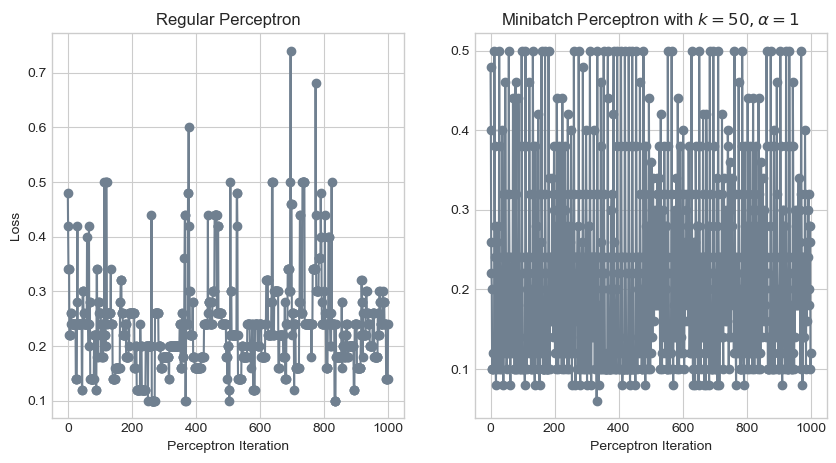 Regular Perceptron
0.7
0.6
0.5
0.4
0.3
0.2
0.1
Loss
0 200 400 600 800 1000
Perceptron Iteration
Minibatch Perceptron with k = 50, α = 1
0.5
0.4
0.3
0.2
0.1
0 200 400 600 800 1000
Perceptron Iteration